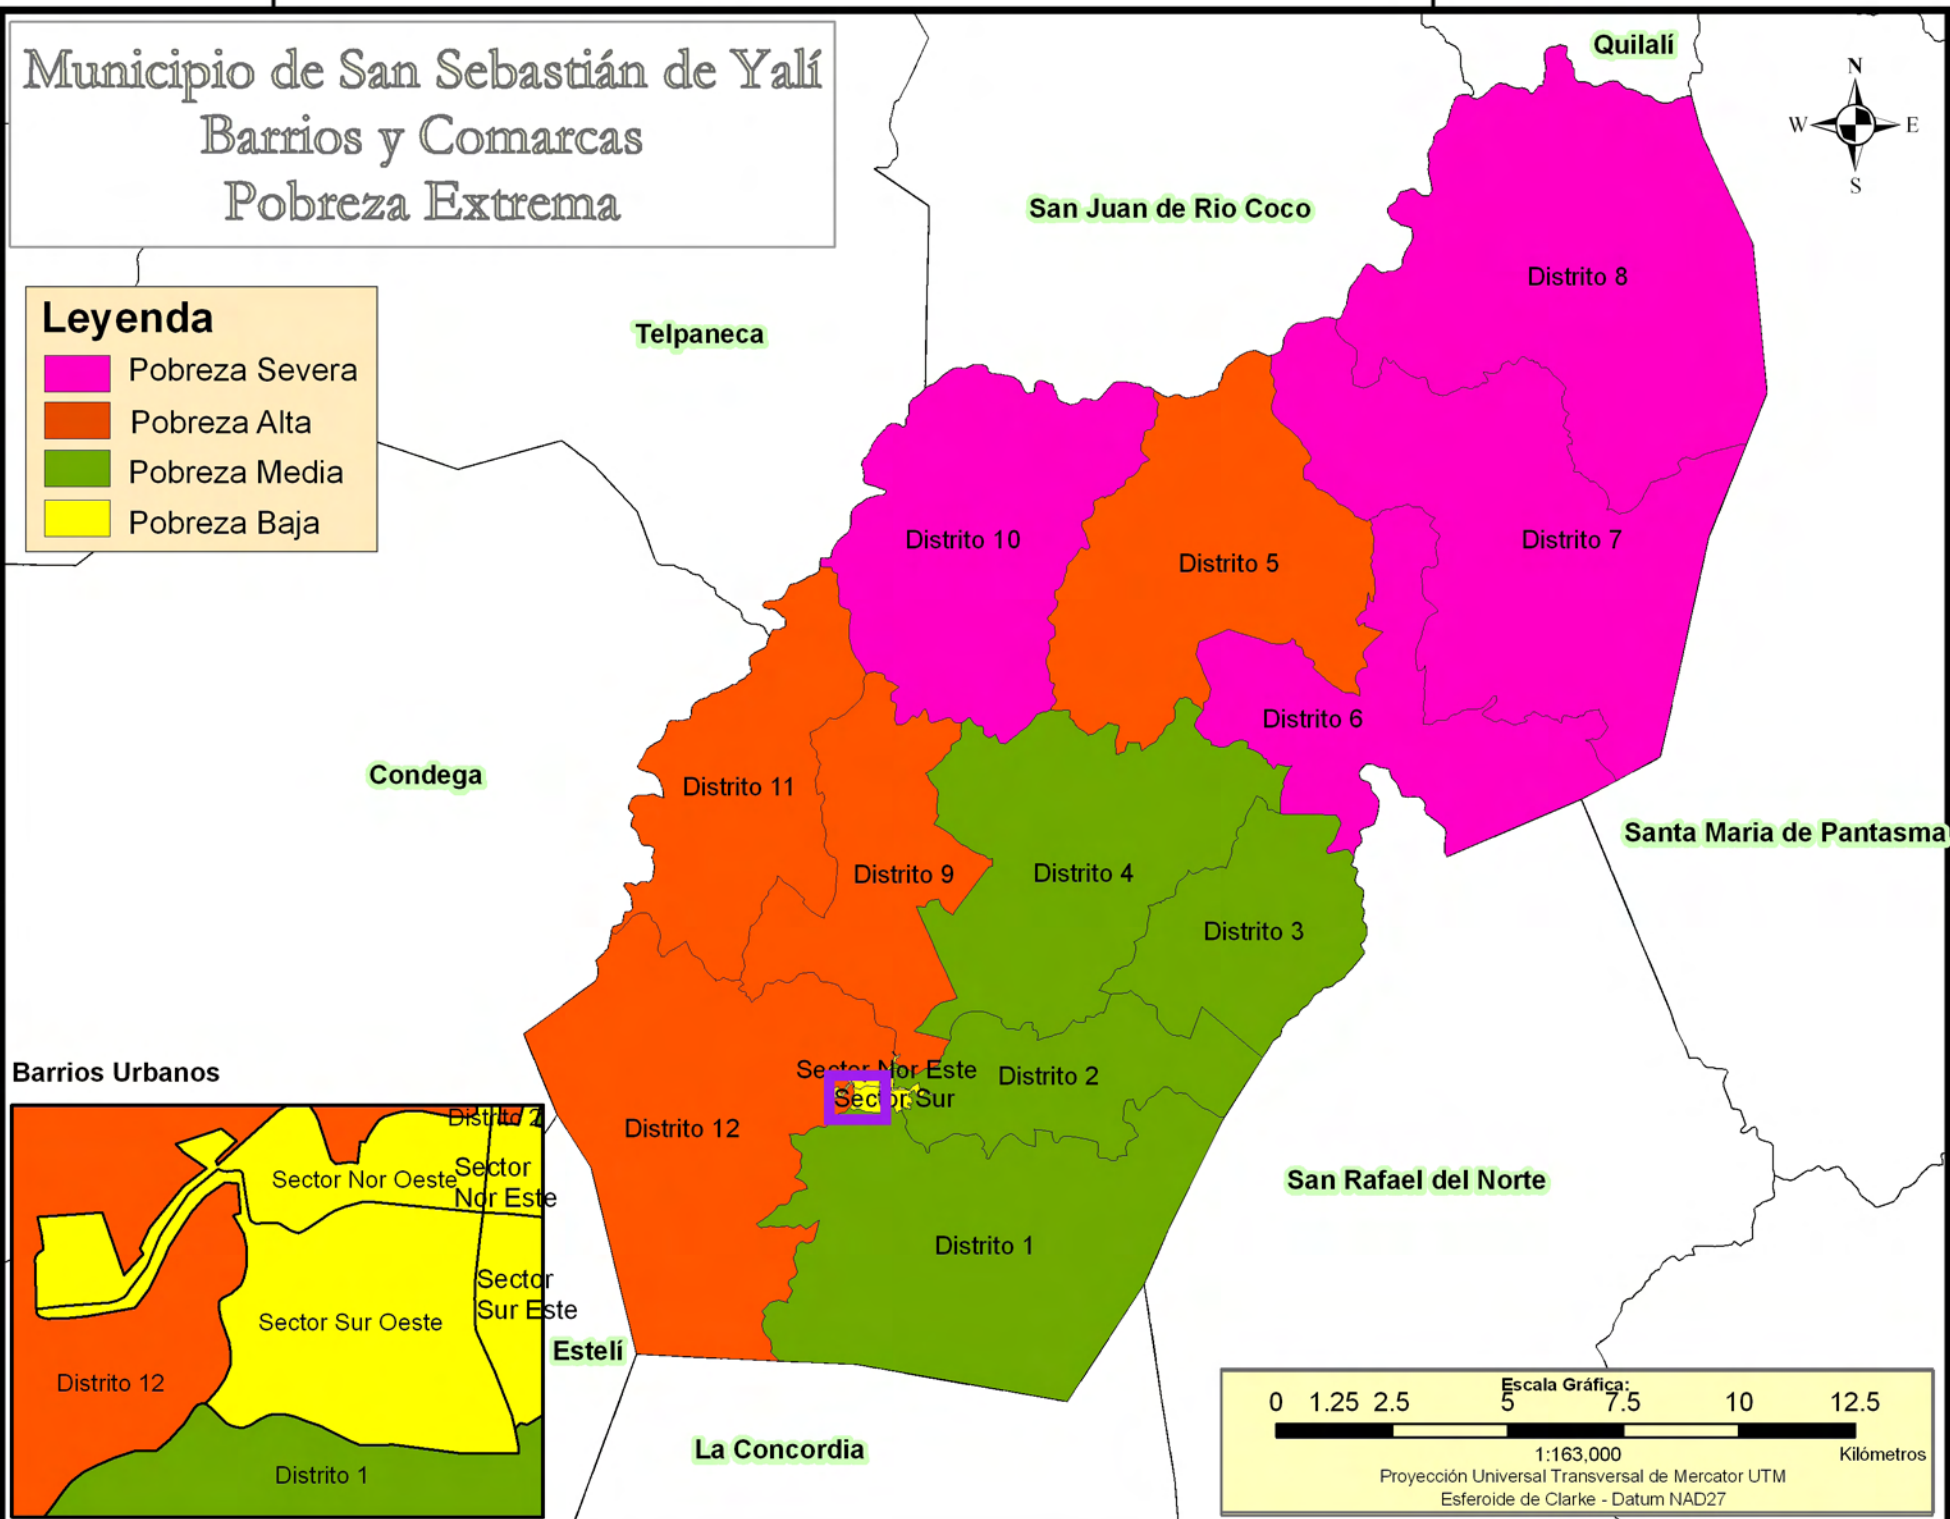 Municipio de San Sebastián de Yalí
Barrios y Comarcas
Pobreza Extrema
Quilalí
N
W
E
S
San Juan de Rio Coco
Distrito 8
Leyenda
Pobreza Severa
Pobreza Alta
Pobreza Media
Pobreza Baja
Telpaneca
Distrito 10
Distrito 5
Distrito 7
Distrito 6
Condega
Distrito 11
Santa Maria de Pantasma
Distrito 9
Distrito 4
Distrito 3
Barrios Urbanos
Sector Nor Este
Distrito 2
Sector Sur
Distrito 12
Distrito 2
Sector Nor Oeste
Sector
Nor Este
San Rafael del Norte
Distrito 1
Sector
Sur Este
Sector Sur Oeste
Estelí
Distrito 12
Distrito 1
La Concordia
Escala Gráfica:
0 1.25 2.5 5 7.5 10 12.5
1:163,000
Kilómetros
Proyección Universal Transversal de Mercator UTM
Esferoide de Clarke - Datum NAD27